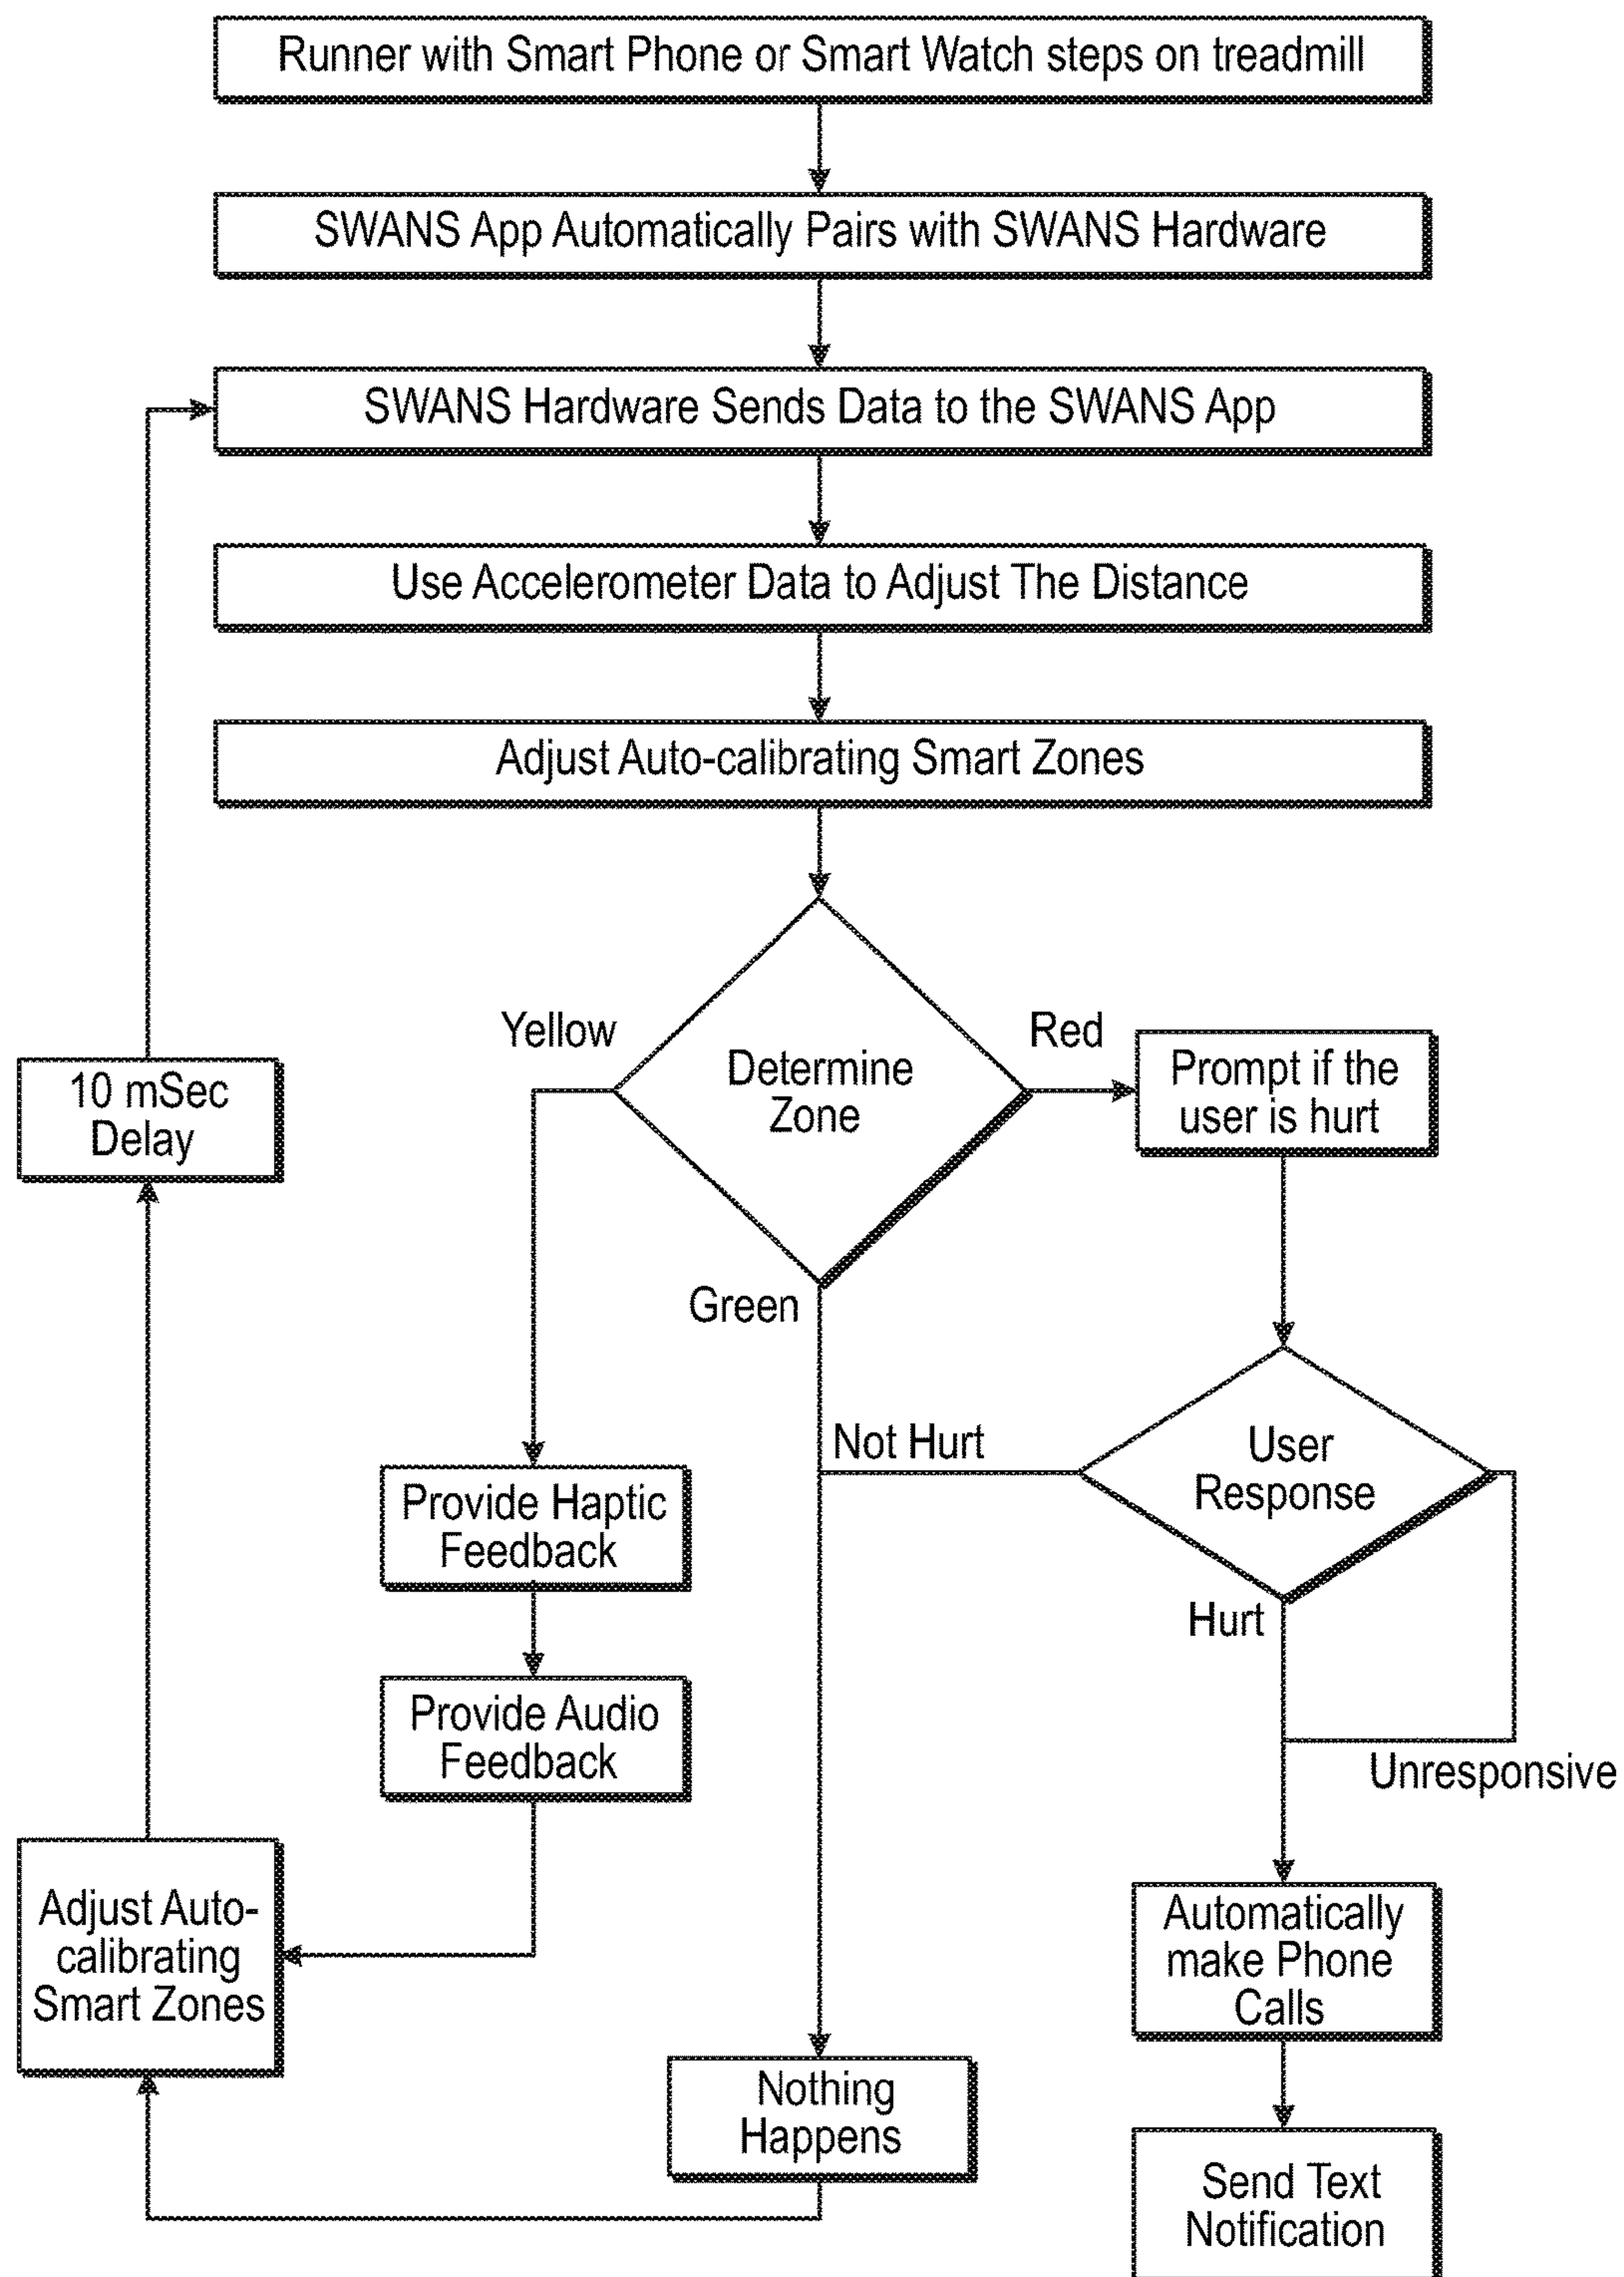 Runner with Smart Phone or Smart Watch steps on treadmill
SWANS App Automatically Pairs with SWANS Hardware
SWANS Hardware Sends Data to the SWANS App
Use Accelerometer Data to Adjust The Distance
Adjust Auto-calibrating Smart Zones
Yellow
Red
Determine
Zone
Prompt if the
user is hurt
10 mSec
Delay
Green
Not Hurt
User
Response
Provide Haptic
Feedback
Hurt
Provide Audio
Feedback
Unresponsive
Adjust Auto-
calibrating
Smart Zones
Automatically
make Phone
Calls
Nothing
Happens
Send Text
Notification